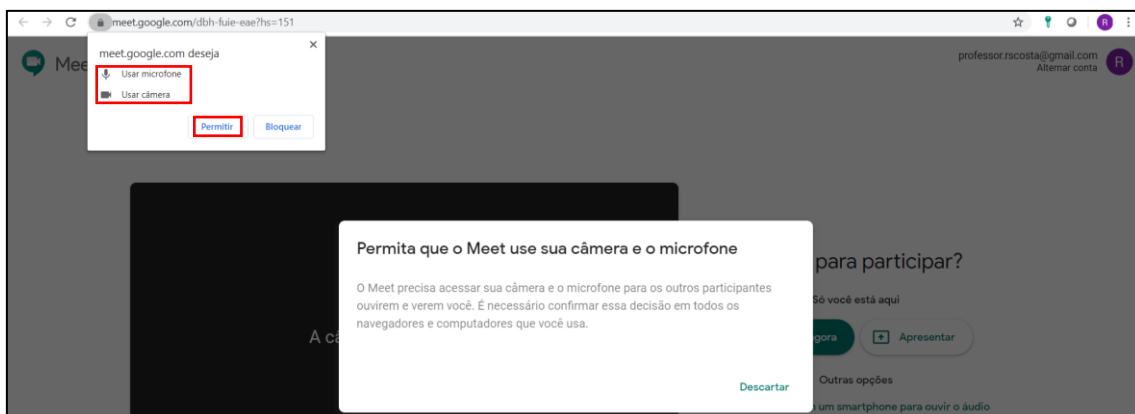 meet.google.com/dbh-fuie-eae?hs=151
R
meet.google.com deseja
Usar microfone
Usar câmera
Permitir
Bloquear
Mee
professor.rscosta@gmail.com
Alternar conta
R
Permita que o Meet use sua câmera e o microfone
O Meet precisa acessar sua câmera e o microfone para os outros participantes
ouvirem e verem você. É necessário confirmar essa decisão em todos os
navegadores e computadores que você usa.
Descartar
A c
para participar?
Só você está aqui
gora
Apresentar
Outras opções
um smartphone para ouvir o áudio